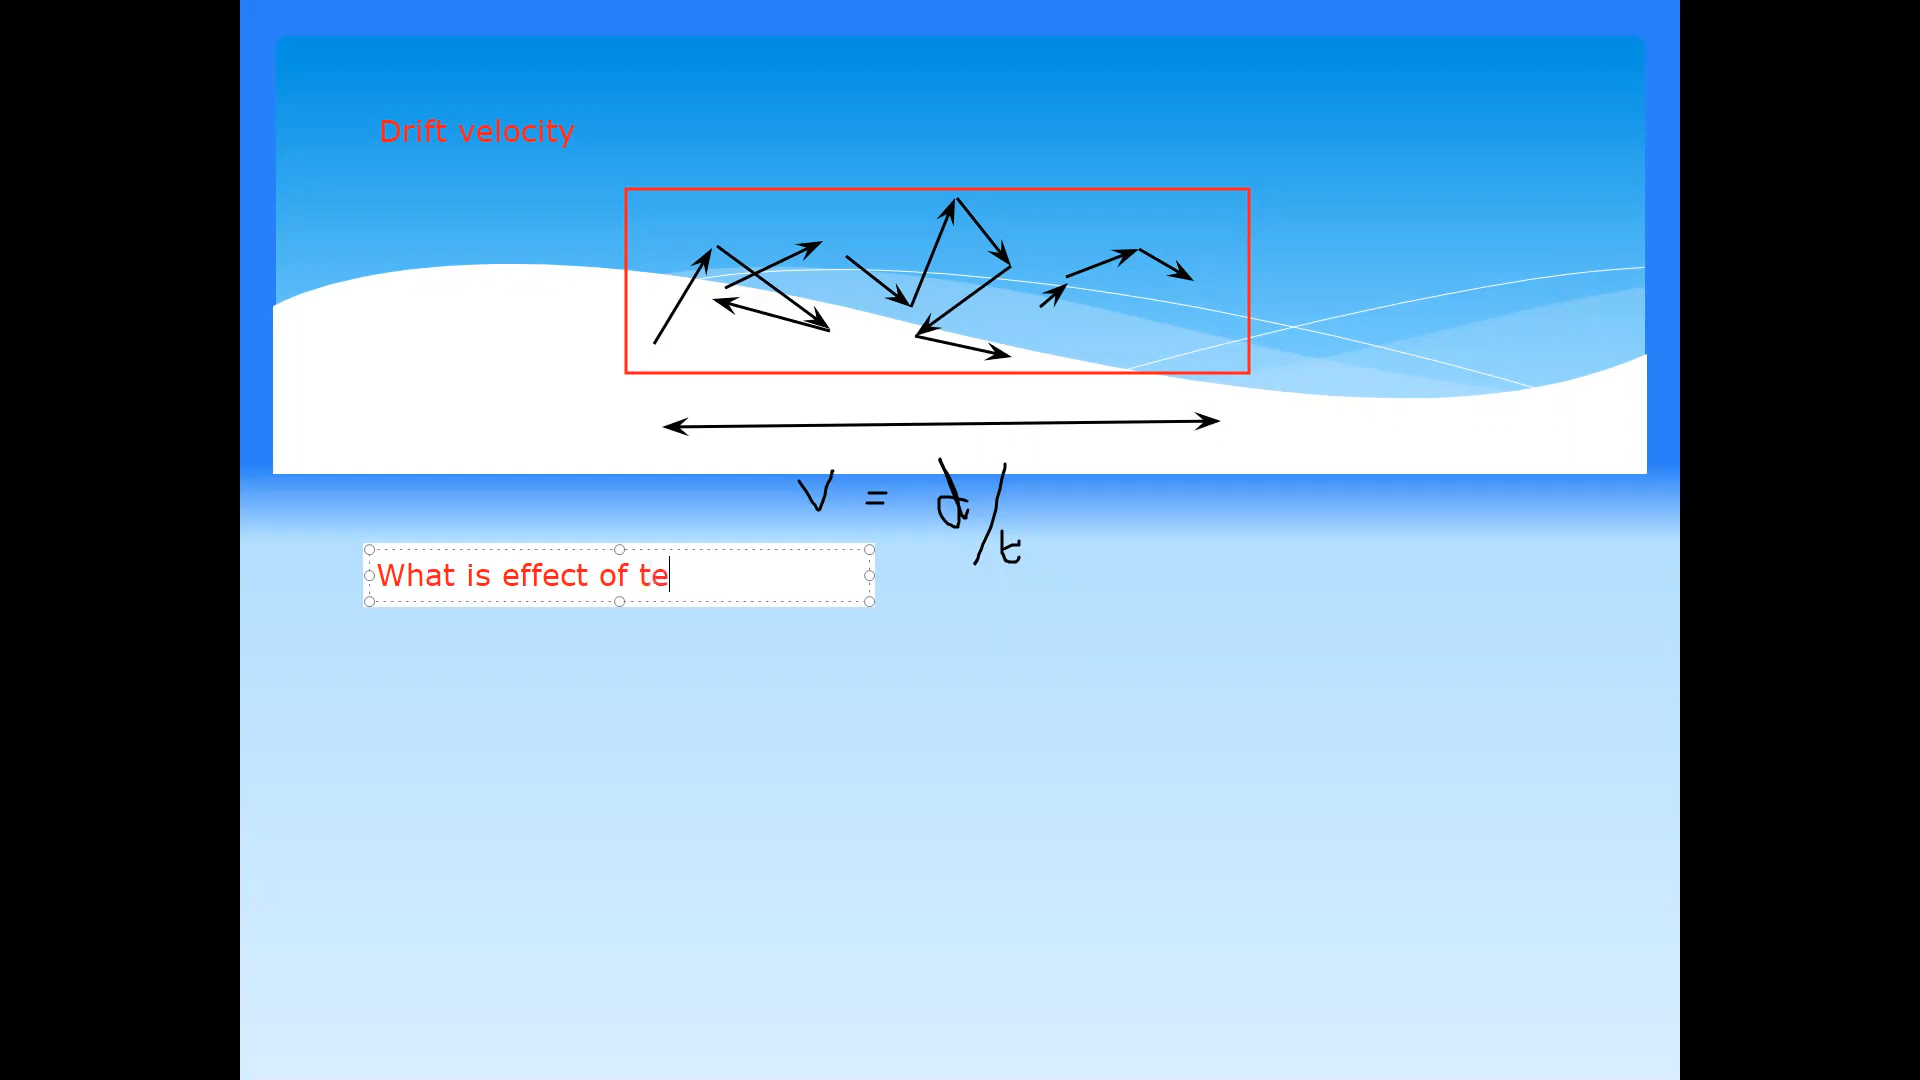 Drift velocity
V = d/t
What is effect of te